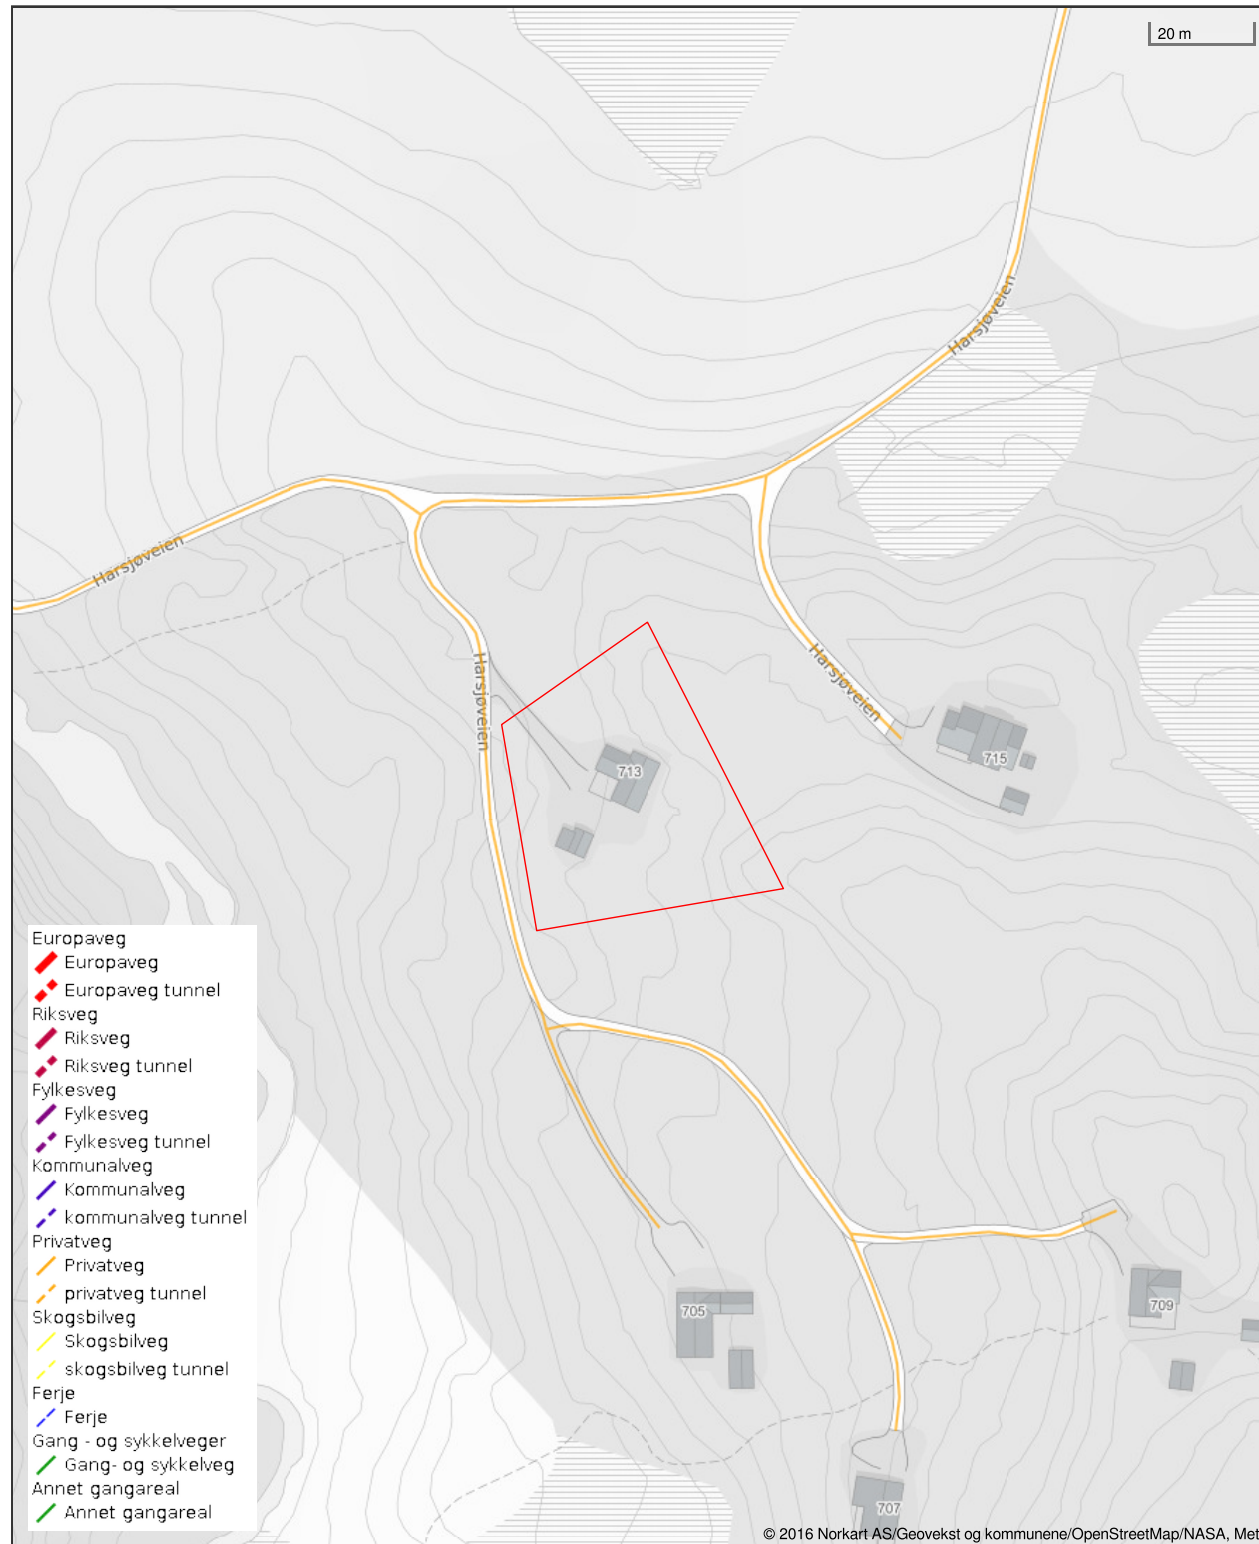 20 m
Harsjøveien
Harsjøveien
Harsjøveien
Harsjøveien
713
715
Europaveg
Europaveg
Europaveg tunnel
Riksveg
Riksveg
Riksveg tunnel
Fylkesveg
Fylkesveg
Fylkesveg tunnel
Kommunalveg
Kommunalveg
kommunalveg tunnel
Privatveg
Privatveg
privatveg tunnel
Skogsbilveg
Skogsbilveg
skogsbilveg tunnel
Ferje
Ferje
Gang - og sykkelveger
Gang- og sykkelveg
Annet gangareal
Annet gangareal
705
709
707
© 2016 Norkart AS/Geovekst og kommunene/OpenStreetMap/NASA, Met